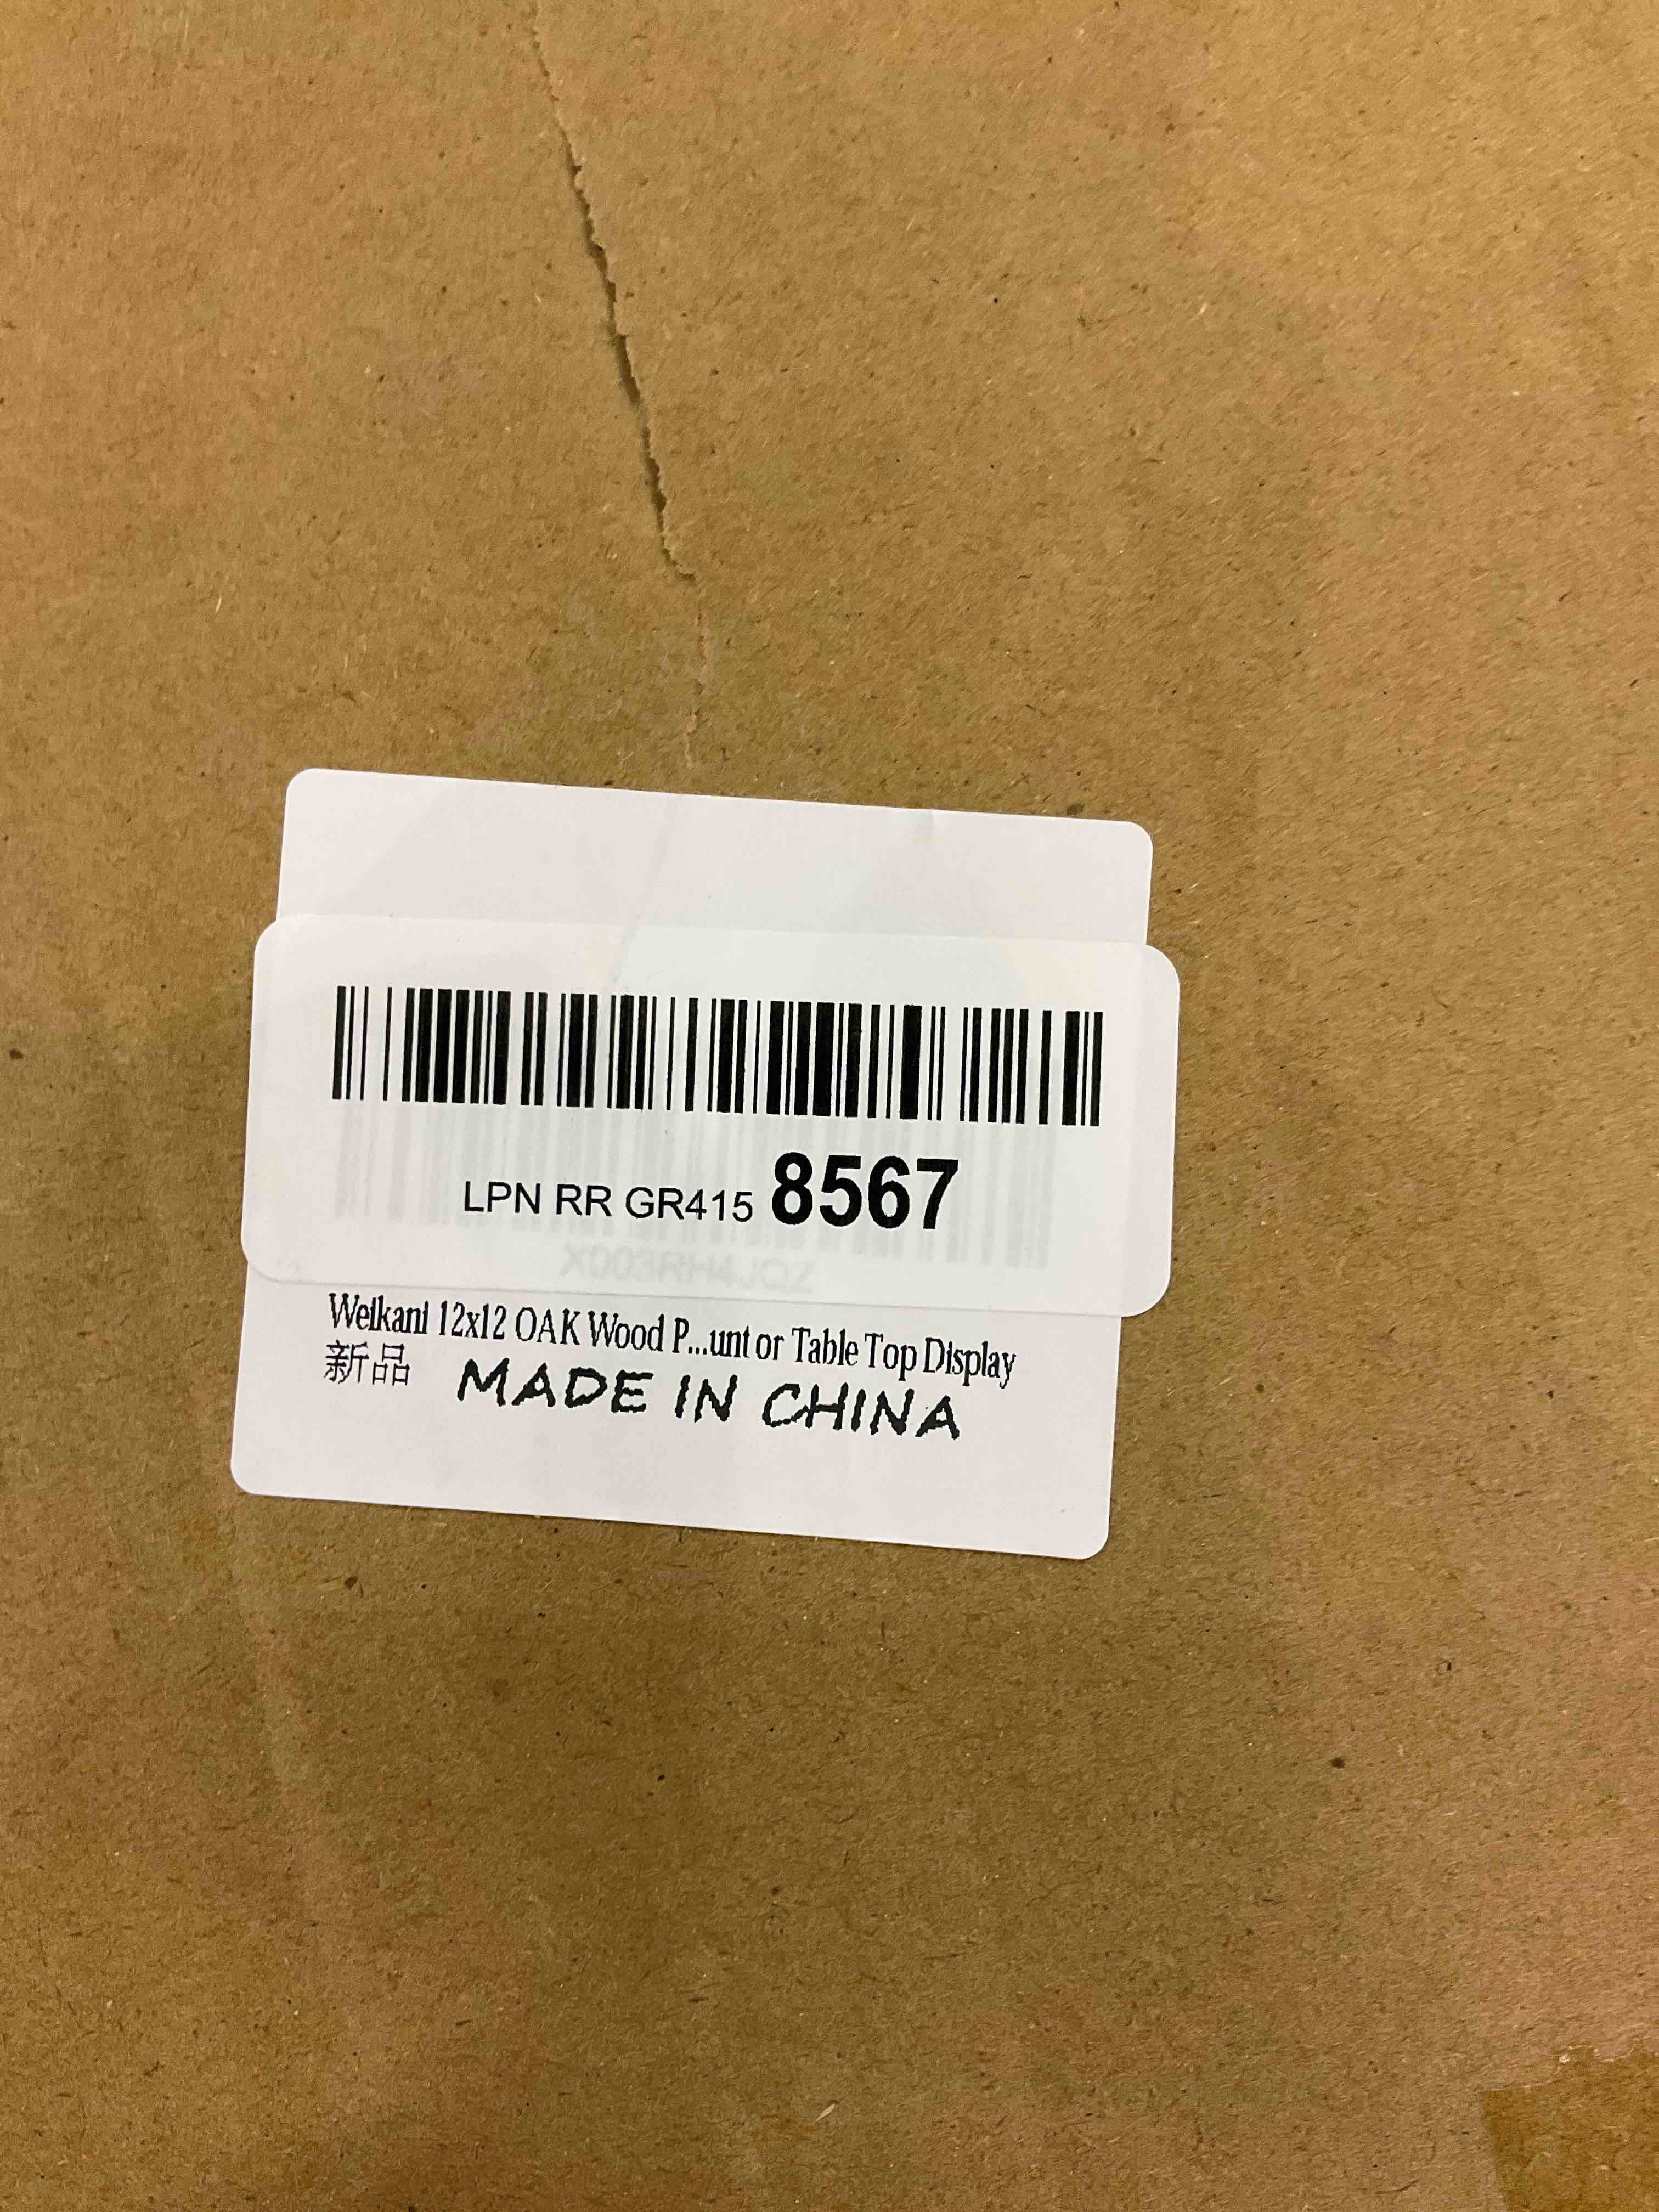 LPN RR GR415 8567
X003RH4JQZ
Weikani 12x12 OAK Wood P...unt or Table Top Display
新品 MADE IN CHINA